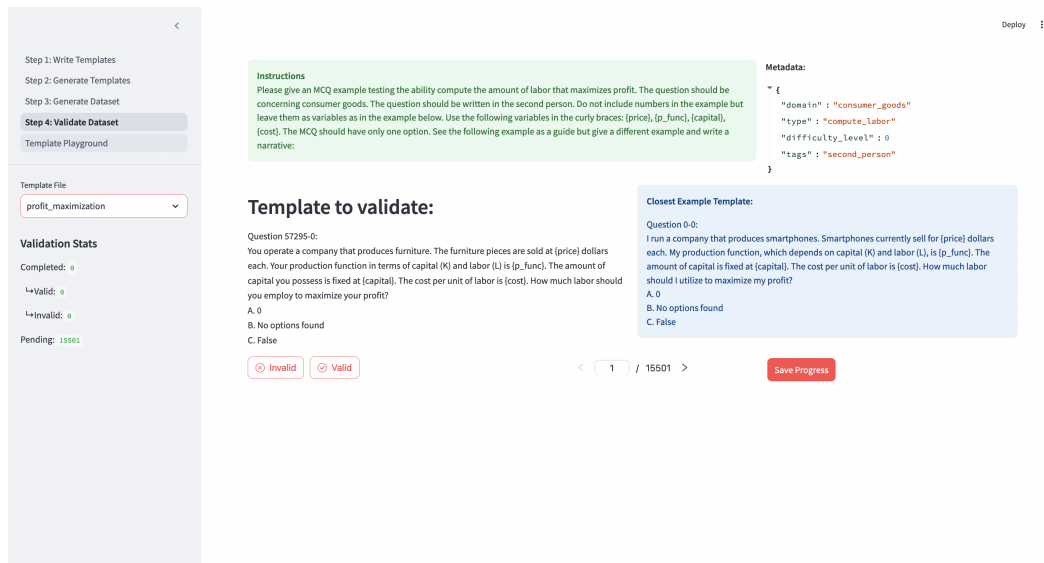 Deploy
Step 1: Write Templates
Step 2: Generate Templates
Step 3: Generate Dataset
Step 4: Validate Dataset
Template Playground
Template File
profit_maximization
Validation Stats
Completed: 0
↳Valid: 0
↳Invalid: 0
Pending: 15501
Instructions
Please give an MCQ example testing the ability compute the amount of labor that maximizes profit. The question should be
concerning consumer goods. The question should be written in the second person. Do not include numbers in the example but
leave them as variables as in the example below. Use the following variables in the curly braces: {price}, {p_func}, {capital},
{cost}. The MCQ should have only one option. See the following example as a guide but give a different example and write a
narrative:
Metadata:
{
"domain" : "consumer_goods"
"type" : "compute_labor"
"difficulty_level" : 0
"tags" : "second_person"
}
Template to validate:
Question 57295-0:
You operate a company that produces furniture. The furniture pieces are sold at {price} dollars
each. Your production function in terms of capital (K) and labor (L) is {p_func}. The amount of
capital you possess is fixed at {capital}. The cost per unit of labor is {cost}. How much labor should
you employ to maximize your profit?
A. 0
B. No options found
C. False
Closest Example Template:
Question 0-0:
I run a company that produces smartphones. Smartphones currently sell for {price} dollars
each. My production function, which depends on capital (K) and labor (L), is {p_func}. The
amount of capital is fixed at {capital}. The cost per unit of labor is {cost}. How much labor
should I utilize to maximize my profit?
A. 0
B. No options found
C. False
Invalid
Valid
1 / 15501
Save Progress